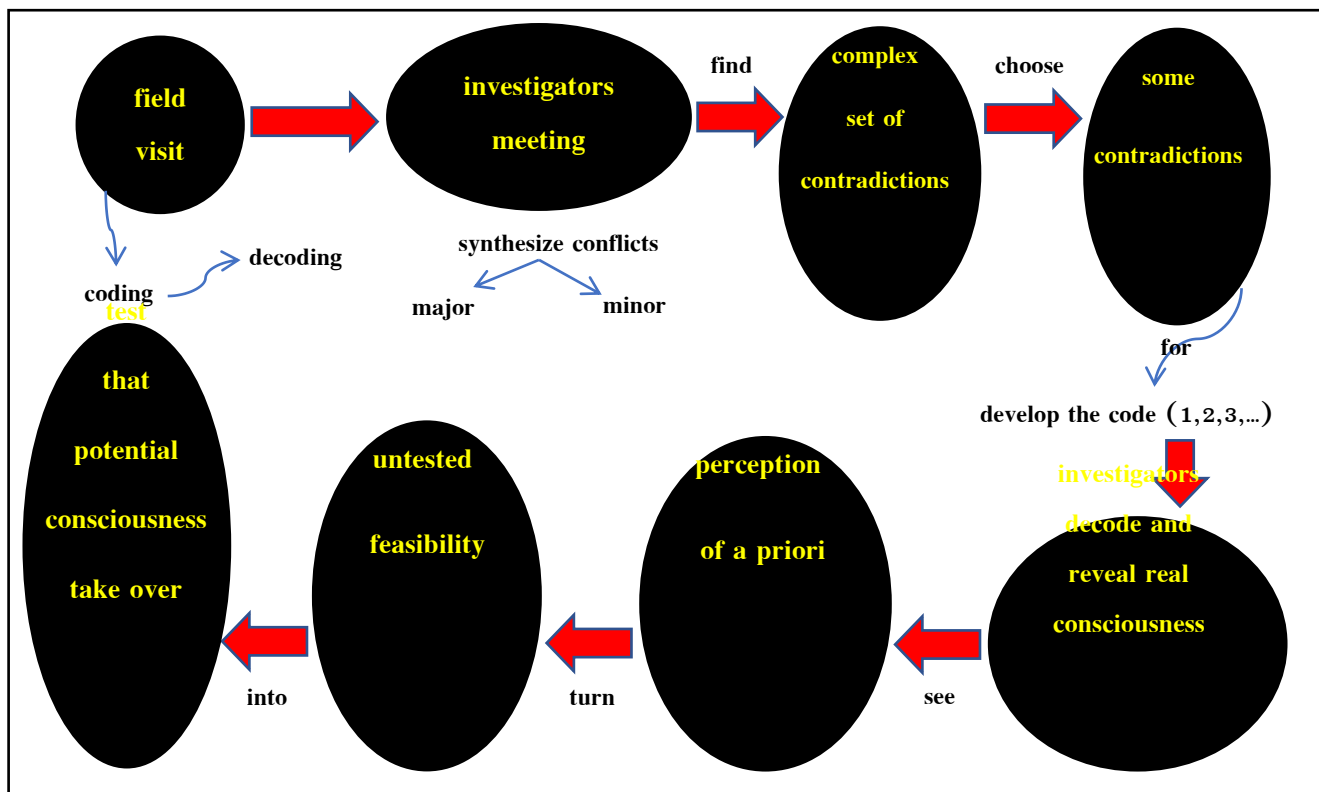 field
visit
investigators
meeting
find
complex
set of
contradictions
choose
some
contradictions
coding
decoding
synthesize conflicts
major
minor
for
develop the code (1,2,3,…)
investigators
decode and
reveal real
consciousness
see
perception
of a priori
turn
untested
feasibility
into
test
that
potential
consciousness
take over